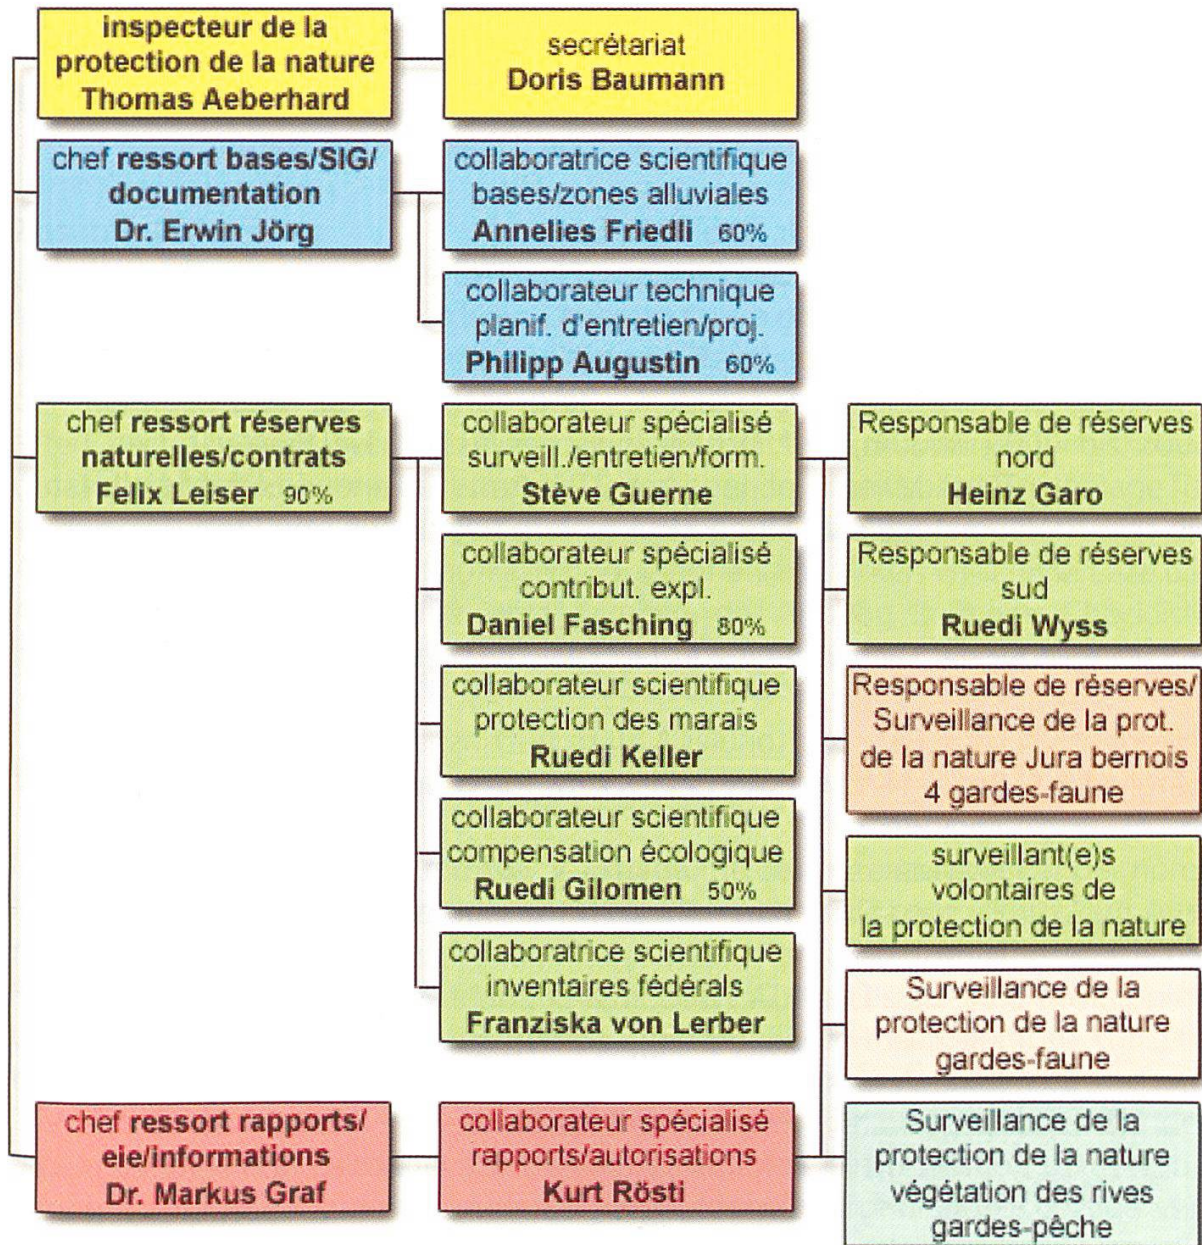 inspecteur de la
protection de la nature
Thomas Aeberhard
secrétariat
Doris Baumann
chef ressort bases/SIG/
documentation
Dr. Erwin Jörg
collaboratrice scientifique
bases/zones alluviales
Annelies Friedli 60%
collaborateur technique
planif. d'entretien/proj.
Philipp Augustin 60%
chef ressort réserves
naturelles/contrats
Felix Leiser 90%
collaborateur spécialisé
surveill./entretien/form.
Stève Guerne
Responsable de réserves
nord
Heinz Garo
collaborateur spécialisé
contribut. expl.
Daniel Fasching 80%
Responsable de réserves
sud
Ruedi Wyss
collaborateur scientifique
protection des marais
Ruedi Keller
Responsable de réserves/
Surveillance de la prot.
de la nature Jura bernois
4 gardes-faune
collaborateur scientifique
compensation écologique
Ruedi Gilomen 50%
surveillant(e)s
volontaires de
la protection de la nature
collaboratrice scientifique
inventaires fédérals
Franziska von Lerber
Surveillance de la
protection de la nature
gardes-faune
chef ressort rapports/
eie/informations
Dr. Markus Graf
collaborateur spécialisé
rapports/autorisations
Kurt Rösti
Surveillance de la
protection de la nature
végétation des rives
gardes-pêche